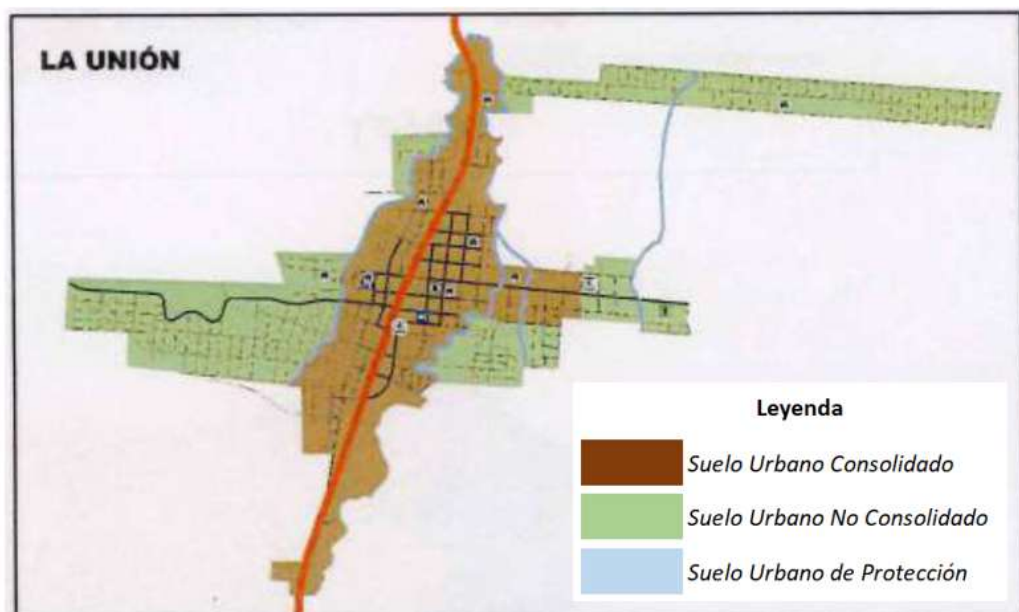 LA UNIÓN
Leyenda
Suelo Urbano Consolidado
Suelo Urbano No Consolidado
Suelo Urbano de Protección